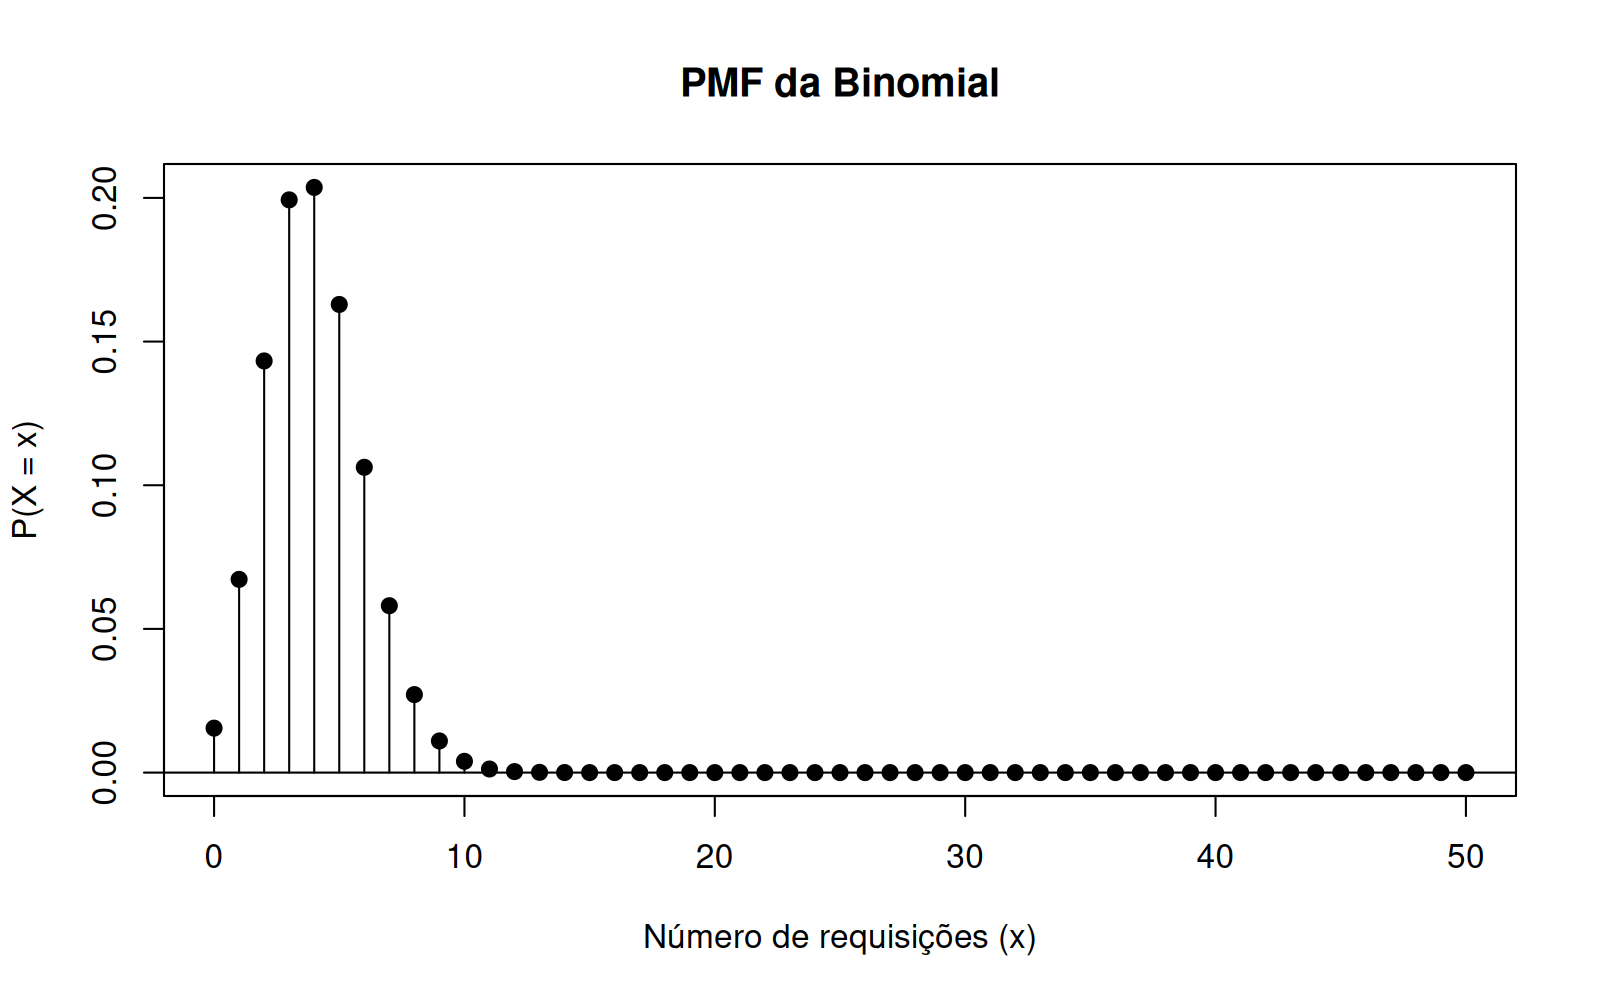 PMF da Binomial
P(X = x)
0.20
0.15
0.10
0.05
0.00
0 10 20 30 40 50
Número de requisições (x)